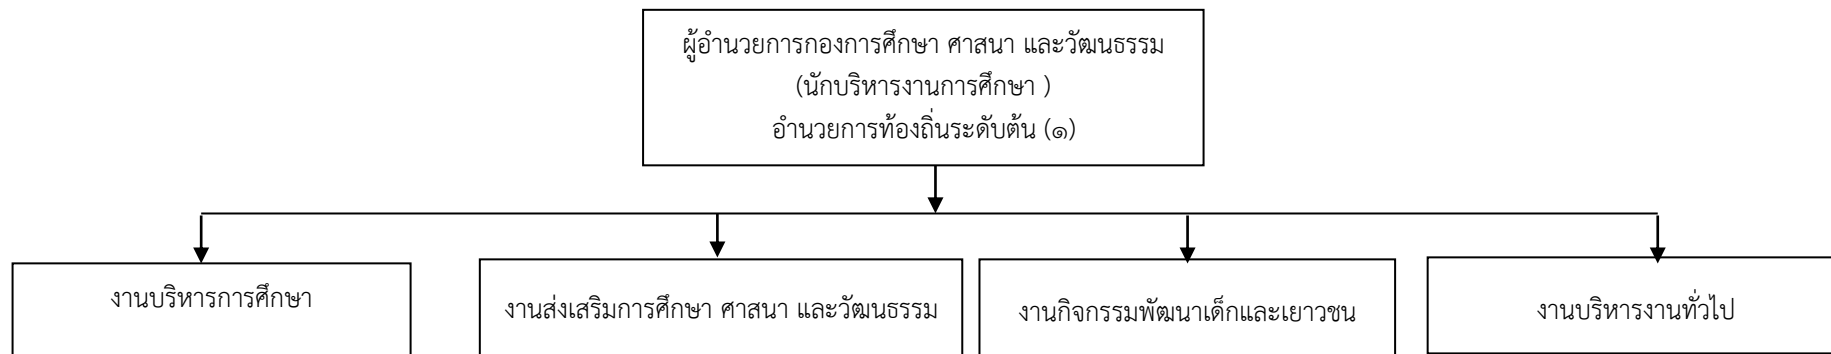 ผู้อำนวยการกองการศึกษา ศาสนา และวัฒนธรรม
(นักบริหารงานการศึกษา )
อำนวยการท้องถิ่นระดับต้น (๑)
งานบริหารการศึกษา
งานส่งเสริมการศึกษา ศาสนา และวัฒนธรรม
งานกิจกรรมพัฒนาเด็กและเยาวชน
งานบริหารงานทั่วไป